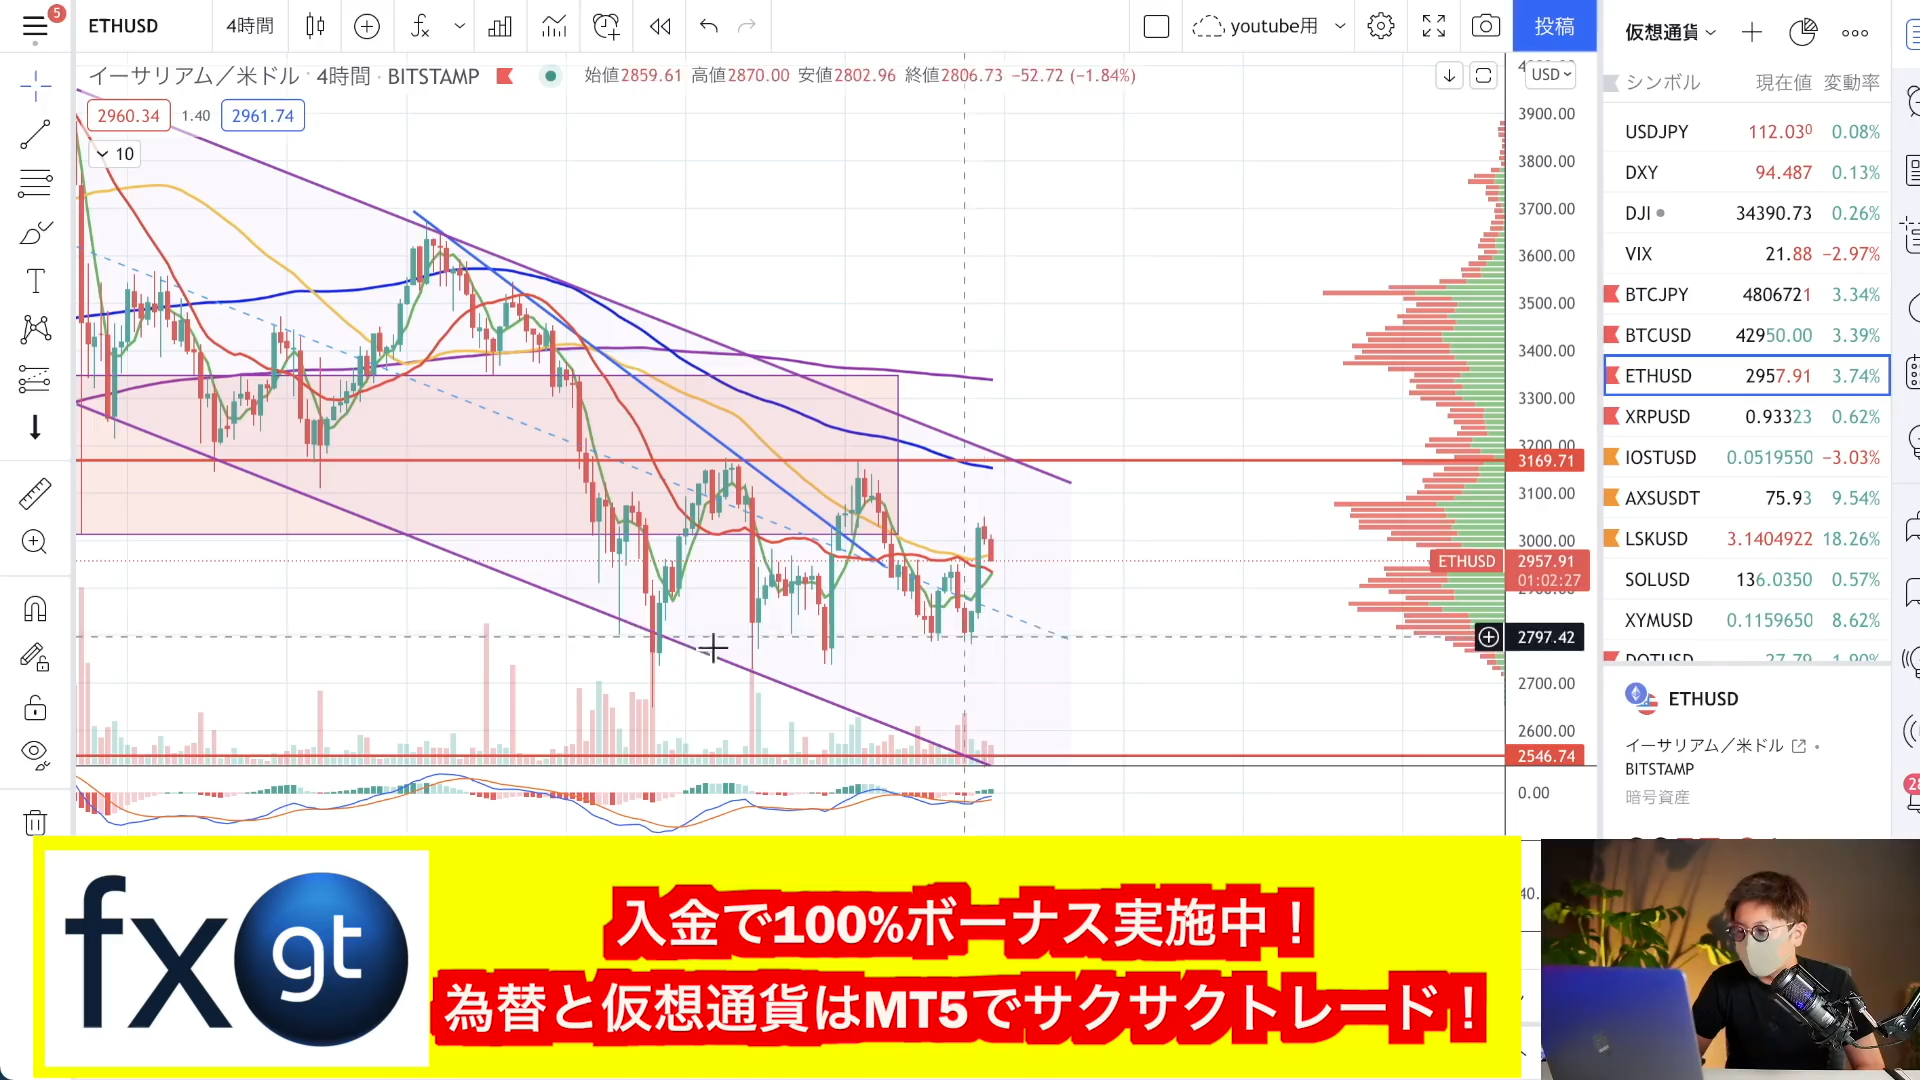 5
ETHUSD
4時間
youtube用
投稿
イーサリアム／米ドル · 4時間 · BITSTAMP
始値2859.61 高値2870.00 安値2802.96 終値2806.73 −52.72 (−1.84%)
2960.34
1.40
2961.74
10
USD
3900.00
3800.00
3700.00
3600.00
3500.00
3400.00
3300.00
3200.00
3169.71
3100.00
3000.00
ETHUSD
2957.91
01:02:27
2797.42
2700.00
2600.00
2546.74
0.00
仮想通貨
シンボル 現在値 変動率
USDJPY 112.030 0.08%
DXY 94.487 0.13%
DJI 34390.73 0.26%
VIX 21.88 −2.97%
BTCJPY 4806721 3.34%
BTCUSD 42950.00 3.39%
ETHUSD 2957.91 3.74%
XRPUSD 0.93323 0.62%
IOSTUSD 0.0519550 −3.03%
AXSUSDT 75.93 9.54%
LSKUSD 3.1404922 18.26%
SOLUSD 136.0350 0.57%
XYMUSD 0.1159650 8.62%
DOTUSD 27.79 1.90%
ETHUSD
イーサリアム／米ドル
BITSTAMP
暗号資産
fx gt
入金で100%ボーナス実施中！
為替と仮想通貨はMT5でサクサクトレード！